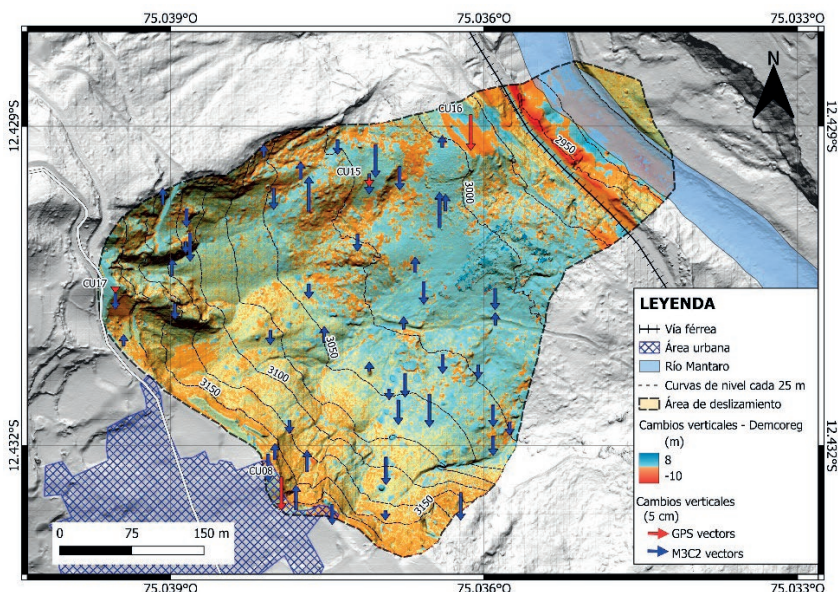 75.039°O
75.036°O
75.033°O
N
12.429°S
12.429°S
CU16
2950
CU15
3000
CU17
3050
3100
3150
12.432°S
12.432°S
CU08
3150
LEYENDA
Vía férrea
Área urbana
Río Mantaro
Curvas de nivel cada 25 m
Área de deslizamiento
Cambios verticales - Demcoreg
(m)
8
-10
Cambios verticales
(5 cm)
GPS vectors
M3C2 vectors
0 75 150 m
75.039°O
75.036°O
75.033°O